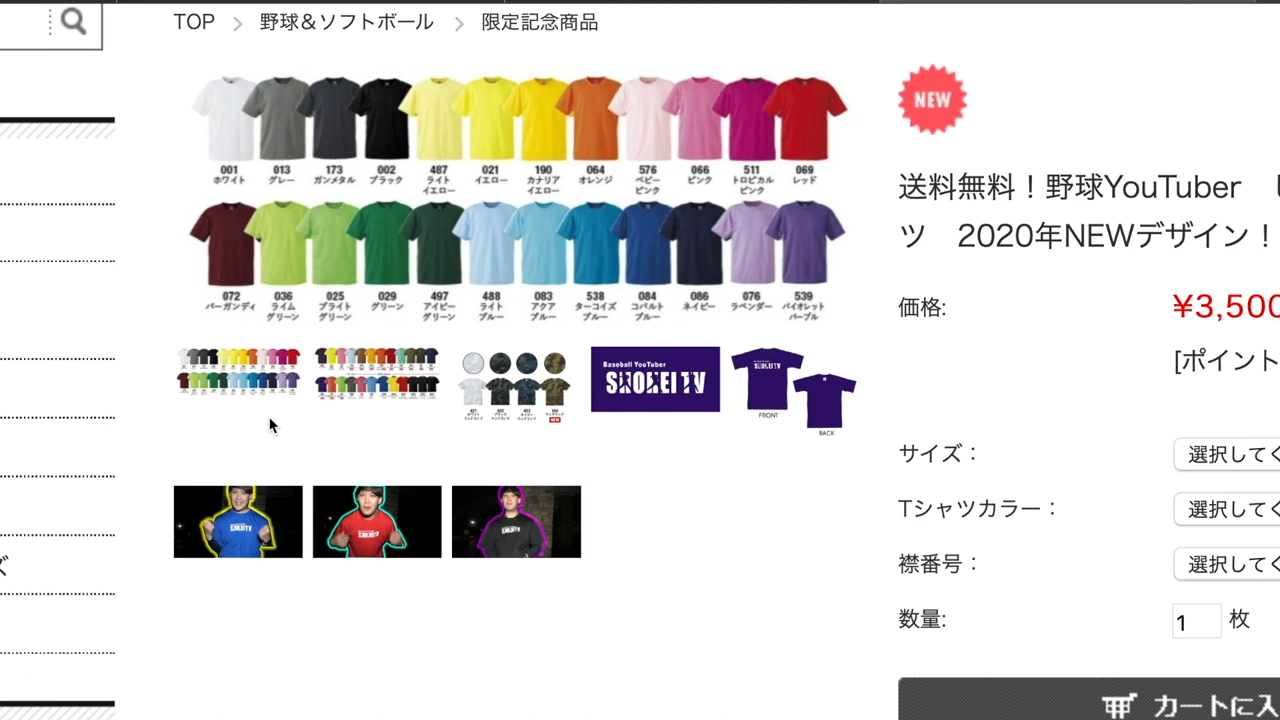 TOP > 野球&ソフトボール > 限定記念商品
NEW
送料無料！野球YouTuber
ツ 2020年NEWデザイン！
価格:
¥3,500
[ポイント
サイズ：
選択してく
Tシャツカラー：
選択してく
襟番号：
選択してく
数量:
1 枚
カートに入
001 013 173 002 487 021 190 064 576 066 511 069
ホワイト グレー ガンメタル ブラック ライトイエロー イエロー カナリアイエロー オレンジ ベビーピンク ピンク トロピカルピンク レッド
072 036 025 029 497 488 083 538 084 086 076 539
バーガンディ ライムグリーン ブライトグリーン グリーン アイビーグリーン ライトブルー アクアブルー ターコイズブルー コバルトブルー ネイビー ラベンダー バイオレットパープル
Baseball YouTuber
SHOHEI TV
FRONT
BACK
ズ